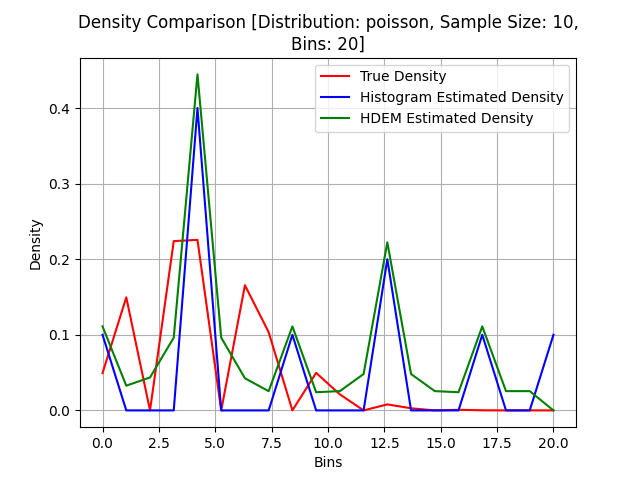 Density Comparison [Distribution: poisson, Sample Size: 10,
Bins: 20]
True Density
Histogram Estimated Density
HDEM Estimated Density
Density
0.4
0.3
0.2
0.1
0.0
0.0 2.5 5.0 7.5 10.0 12.5 15.0 17.5 20.0
Bins